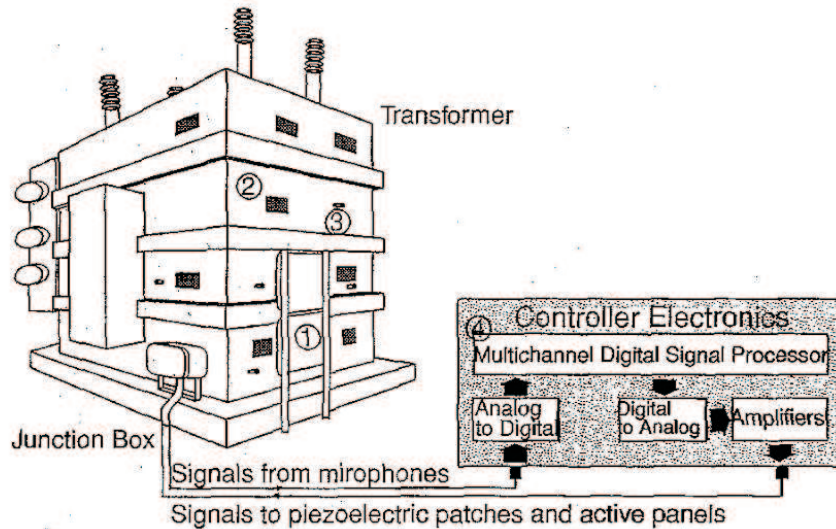 Transformer
②
③
①
④
Controller Electronics
Multichannel Digital Signal Processor
Analog
to Digital
Digital
to Analog
Amplifiers
Junction Box
Signals from mirophones
Signals to piezoelectric patches and active panels